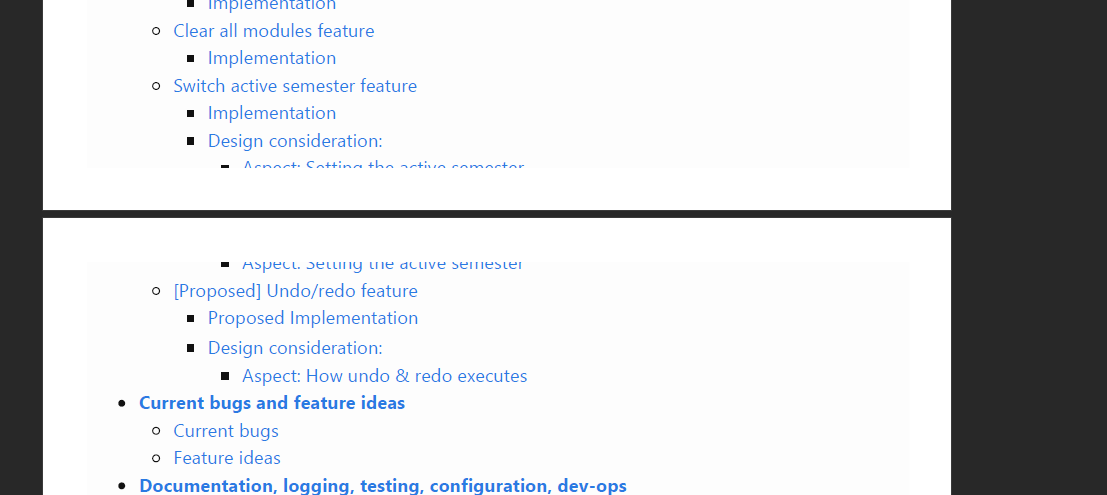 Implementation
Clear all modules feature
Implementation
Switch active semester feature
Implementation
Design consideration:
Aspect: Setting the active semester
Aspect: Setting the active semester
[Proposed] Undo/redo feature
Proposed Implementation
Design consideration:
Aspect: How undo & redo executes
Current bugs and feature ideas
Current bugs
Feature ideas
Documentation, logging, testing, configuration, dev-ops